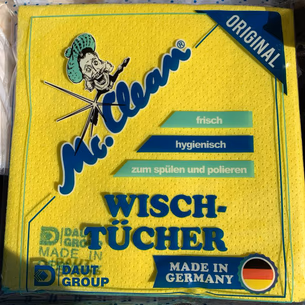 ORIGINAL
Mr. Clean®
frisch
hygienisch
zum spülen und polieren
WISCH-
TÜCHER
DAUT
GROUP
MADE IN
DAUT
GROUP
MADE IN
GERMANY